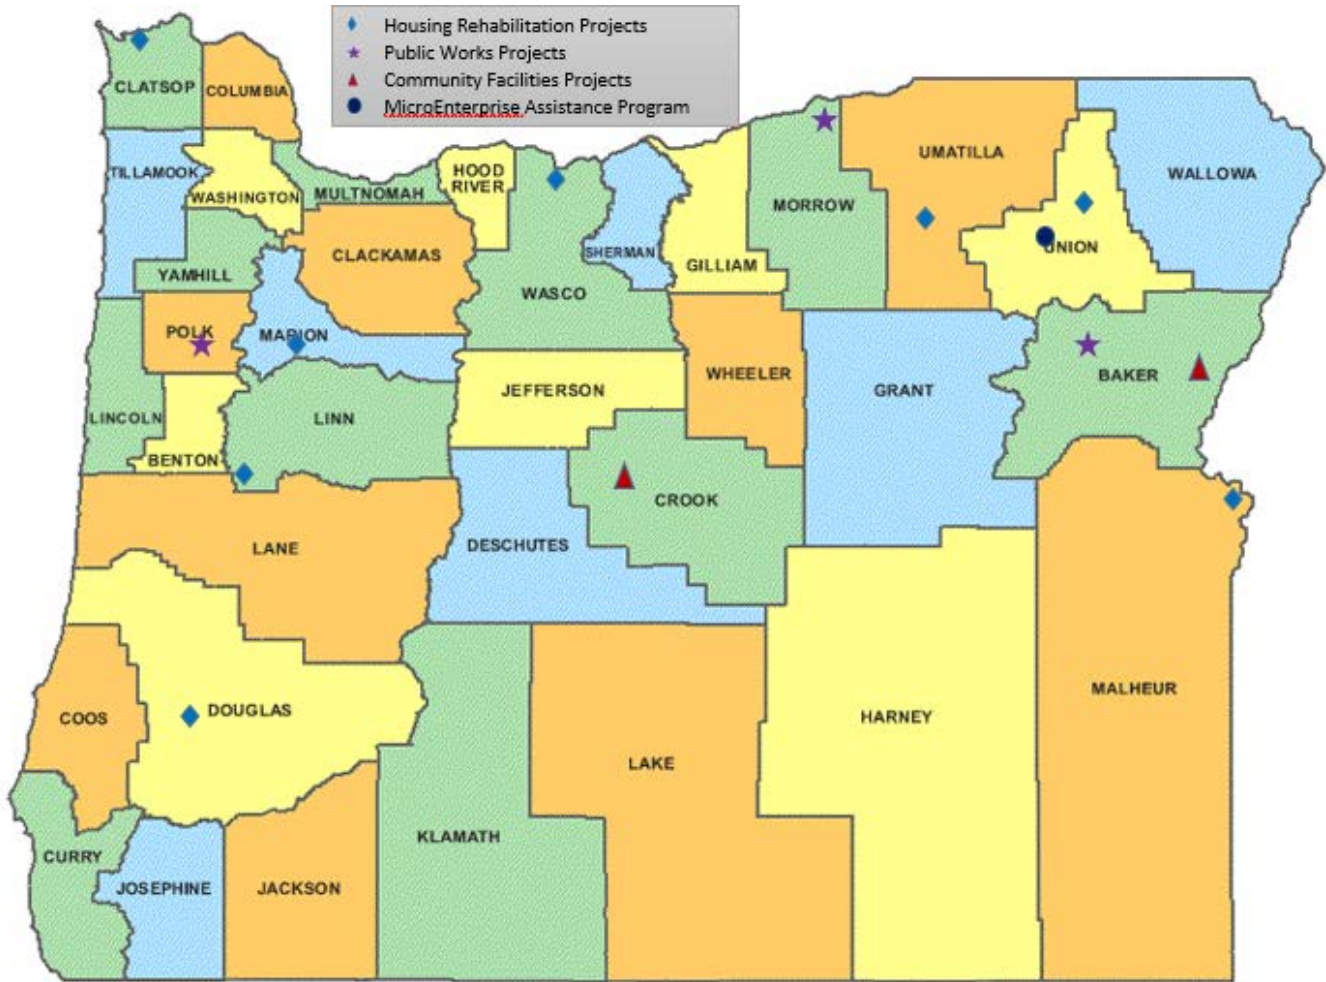 Housing Rehabilitation Projects
Public Works Projects
Community Facilities Projects
MicroEnterprise Assistance Program
CLATSOP
COLUMBIA
TILLAMOOK
WASHINGTON
MULTNOMAH
HOOD
RIVER
UMATILLA
WALLOWA
MORROW
SHERMAN
GILLIAM
UNION
CLACKAMAS
YAMHILL
WASCO
POLK
MARION
WHEELER
GRANT
BAKER
JEFFERSON
LINCOLN
LINN
BENTON
CROOK
LANE
DESCHUTES
MALHEUR
DOUGLAS
COOS
HARNEY
LAKE
KLAMATH
CURRY
JOSEPHINE
JACKSON